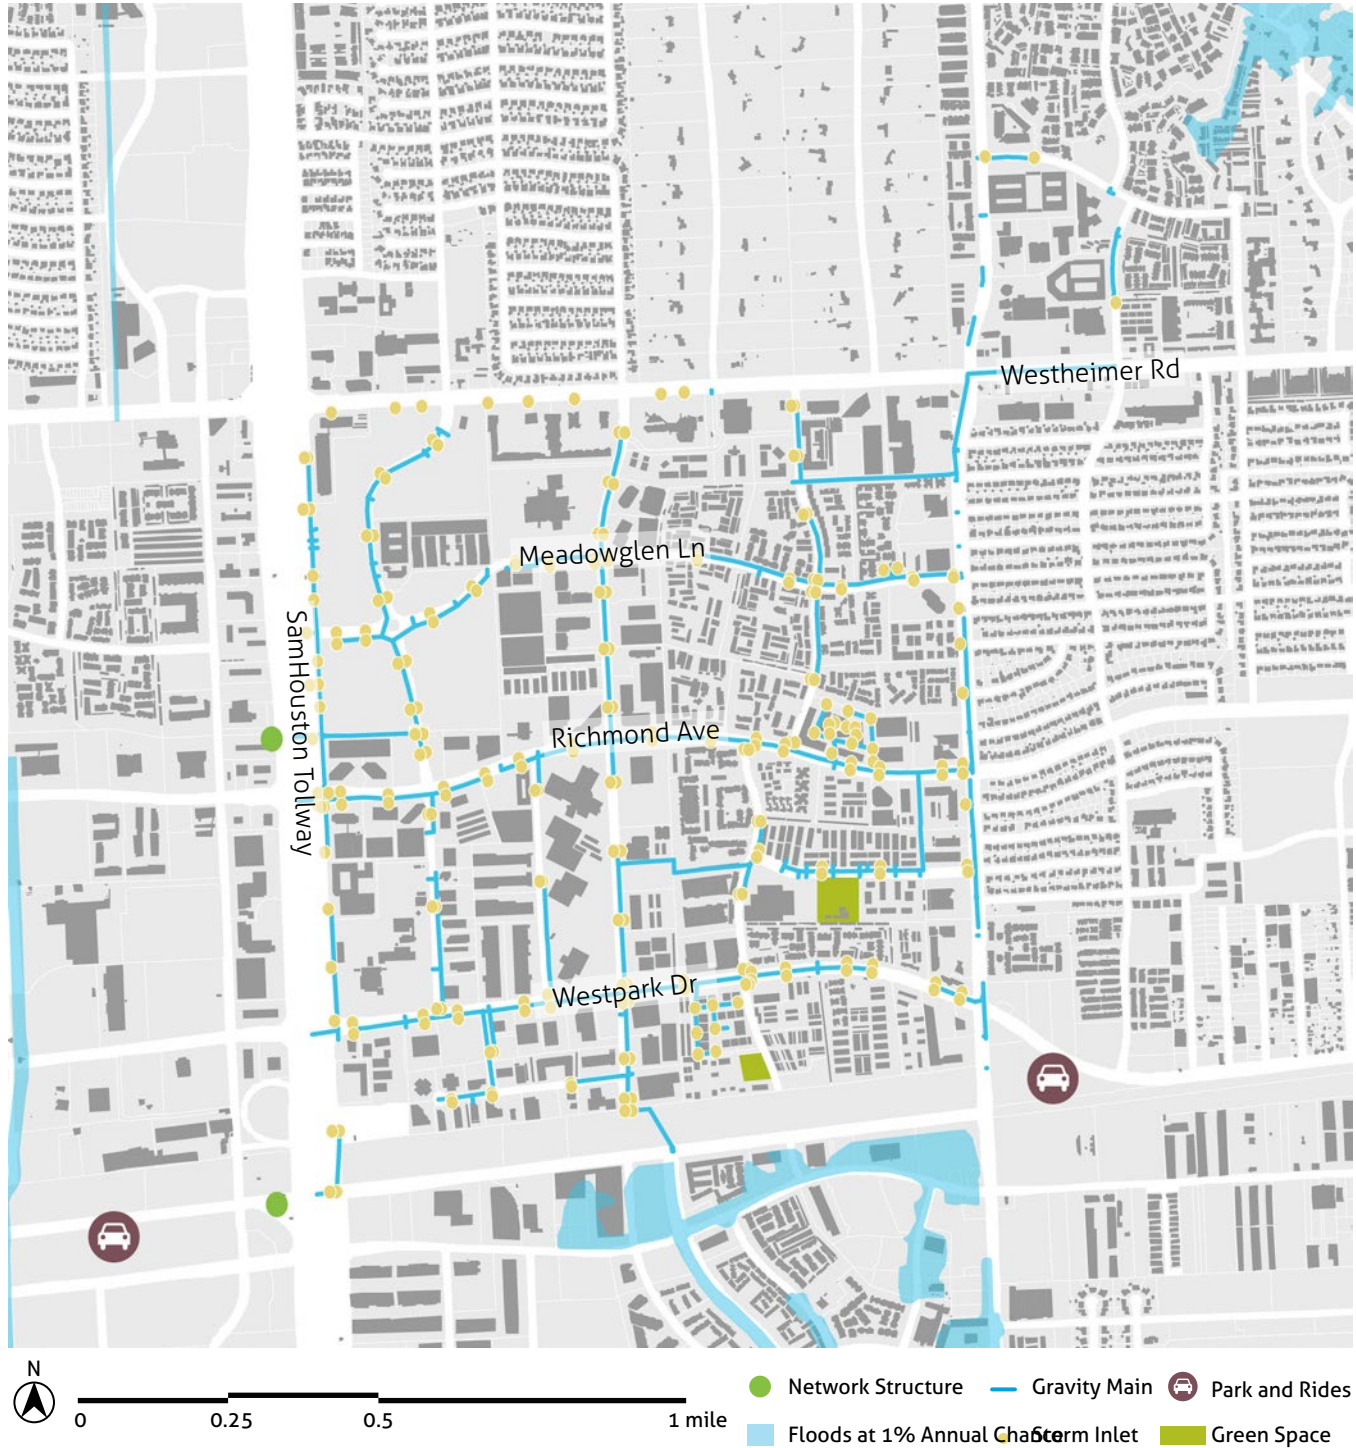 Westheimer Rd
Meadowglen Ln
SamHouston Tollway
Richmond Ave
Westpark Dr
N
0 0.25 0.5 1 mile
Network Structure Gravity Main Park and Rides
Floods at 1% Annual Chance Storm Inlet Green Space